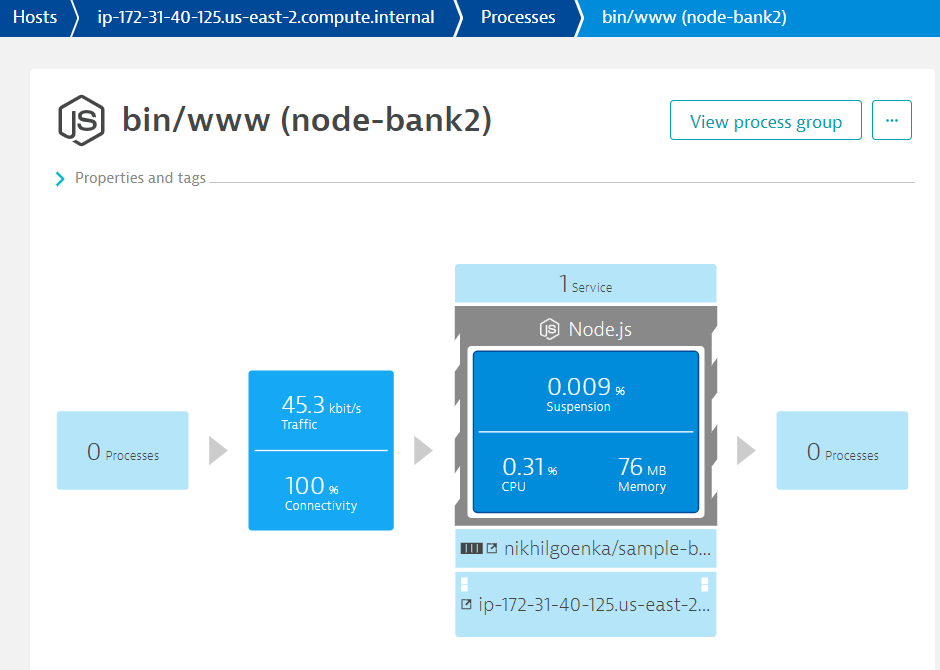 Hosts
ip-172-31-40-125.us-east-2.compute.internal
Processes
bin/www (node-bank2)
JS
bin/www (node-bank2)
View process group
...
Properties and tags
1 Service
JS Node.js
0.009 %
Suspension
45.3 kbit/s
Traffic
0 Processes
100 %
Connectivity
0.31 %
CPU
76 MB
Memory
0 Processes
nikhilgoenka/sample-b...
ip-172-31-40-125.us-east-2...